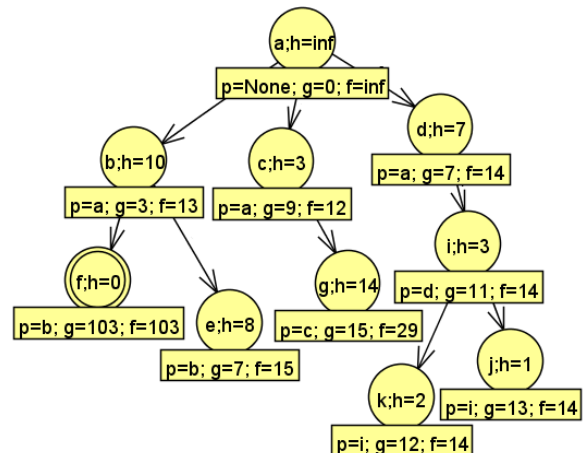 a;h=inf
p=None; g=0; f=inf
d;h=7
p=a; g=7; f=14
b;h=10
p=a; g=3; f=13
c;h=3
p=a; g=9; f=12
i;h=3
p=d; g=11; f=14
f;h=0
p=b; g=103; f=103
g;h=14
p=c; g=15; f=29
e;h=8
p=b; g=7; f=15
j;h=1
p=i; g=13; f=14
k;h=2
p=i; g=12; f=14